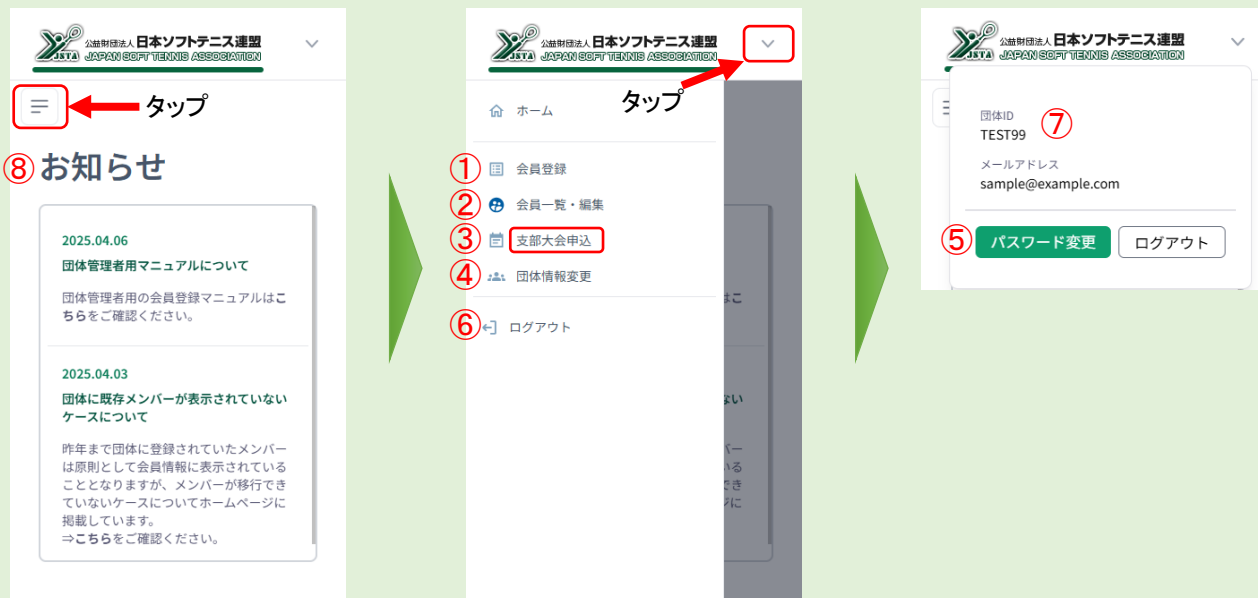 公益財団法人 日本ソフトテニス連盟
JSTA JAPAN SOFT TENNIS ASSOCIATION
タップ
⑧ お知らせ
2025.04.06
団体管理者用マニュアルについて
団体管理者用の会員登録マニュアルはこ
ちらをご確認ください。
2025.04.03
団体に既存メンバーが表示されていない
ケースについて
昨年まで団体に登録されていたメンバー
は原則として会員情報に表示されている
こととなりますが、メンバーが移行でき
ていないケースについてホームページに
掲載しています。
⇒こちらをご確認ください。
公益財団法人 日本ソフトテニス連盟
JSTA JAPAN SOFT TENNIS ASSOCIATION
タップ
ホーム
① 会員登録
② 会員一覧・編集
③ 支部大会申込
④ 団体情報変更
⑥ ログアウト
はこ
ない
バー
いる
でき
ジに
公益財団法人 日本ソフトテニス連盟
JSTA JAPAN SOFT TENNIS ASSOCIATION
団体ID
TEST99
⑦
メールアドレス
sample@example.com
⑤ パスワード変更 ログアウト